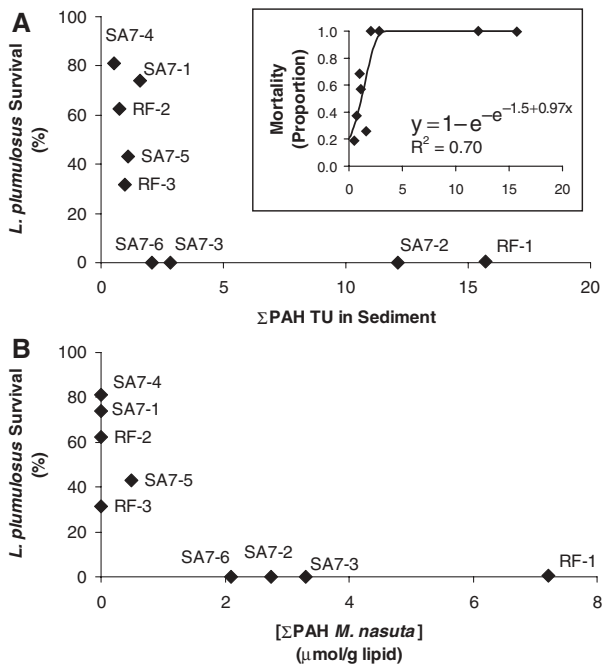 A
L. plumulosus Survival
(%)
100
80
60
40
20
0
SA7-4
SA7-1
RF-2
SA7-5
RF-3
SA7-6
SA7-3
SA7-2
RF-1
0
5
10
15
20
ΣPAH TU in Sediment
Mortality
(Proportion)
1.0
0.8
0.6
0.4
0.2
0.0
y = 1 – e^-e^-1.5+0.97x
R² = 0.70
0
5
10
15
20
B
L. plumulosus Survival
(%)
100
80
60
40
20
0
SA7-4
SA7-1
RF-2
SA7-5
RF-3
SA7-6
SA7-2
SA7-3
RF-1
0
2
4
6
8
[ΣPAH M. nasuta]
(μmol/g lipid)